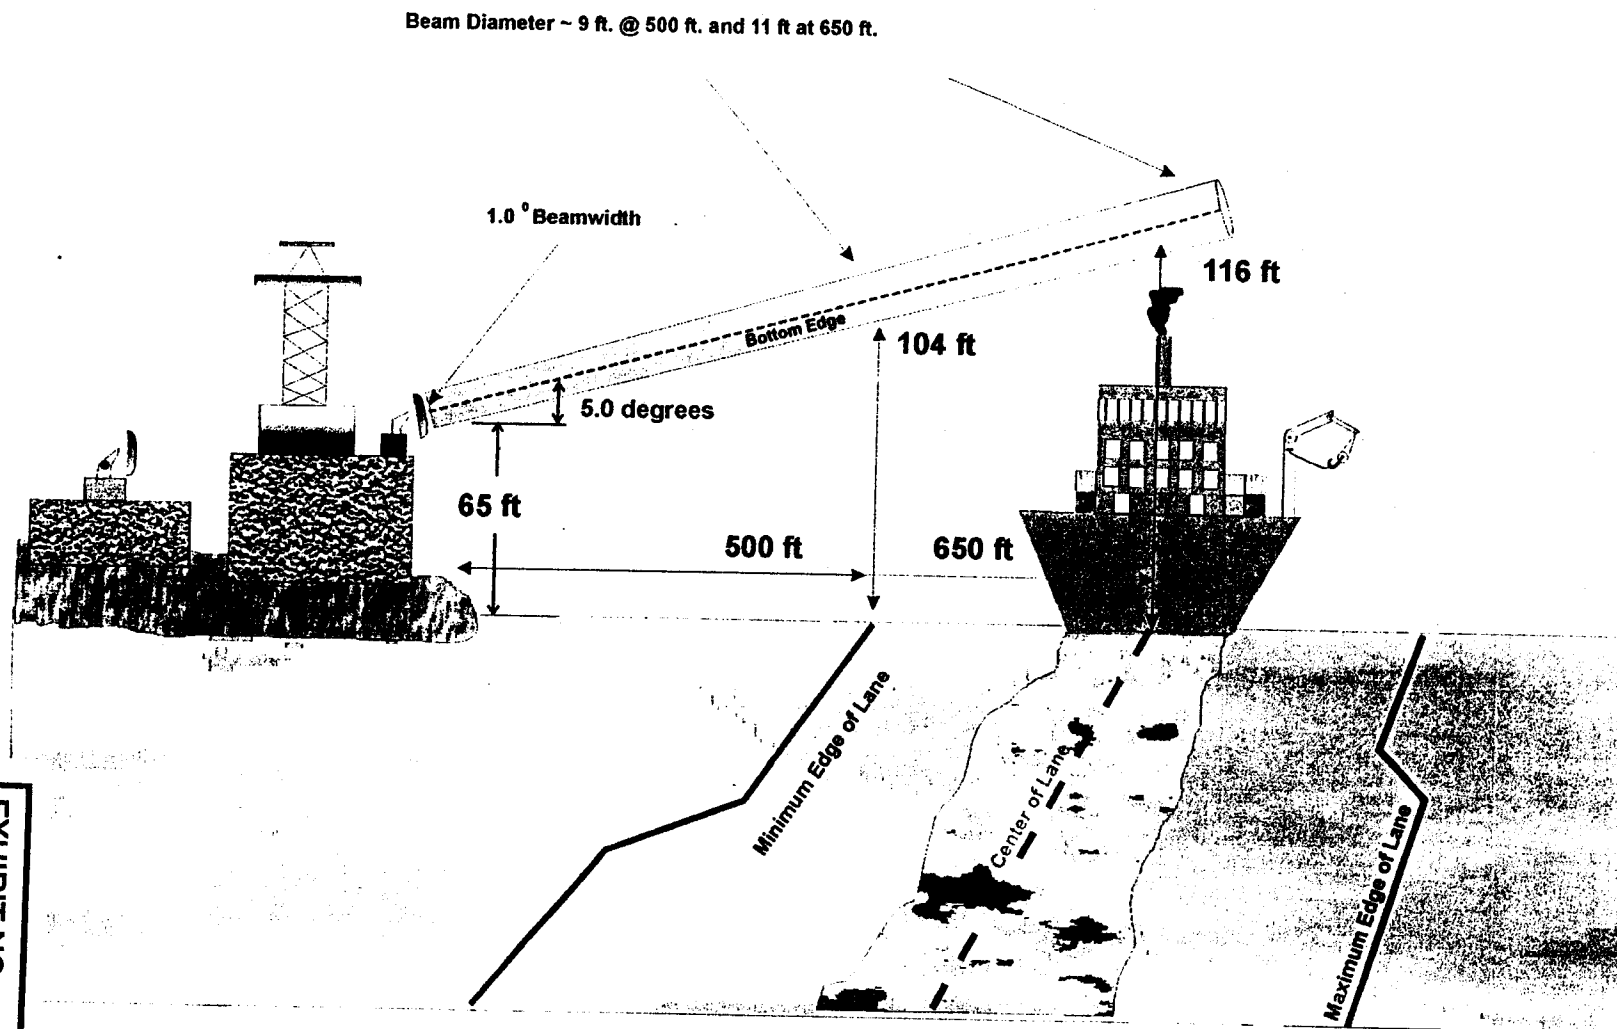 Beam Diameter ~ 9 ft. @ 500 ft. and 11 ft at 650 ft.
1.0 ° Beamwidth
116 ft
Bottom Edge
104 ft
5.0 degrees
65 ft
500 ft
650 ft
Minimum Edge of Lane
Center of Lane
Maximum Edge of Lane